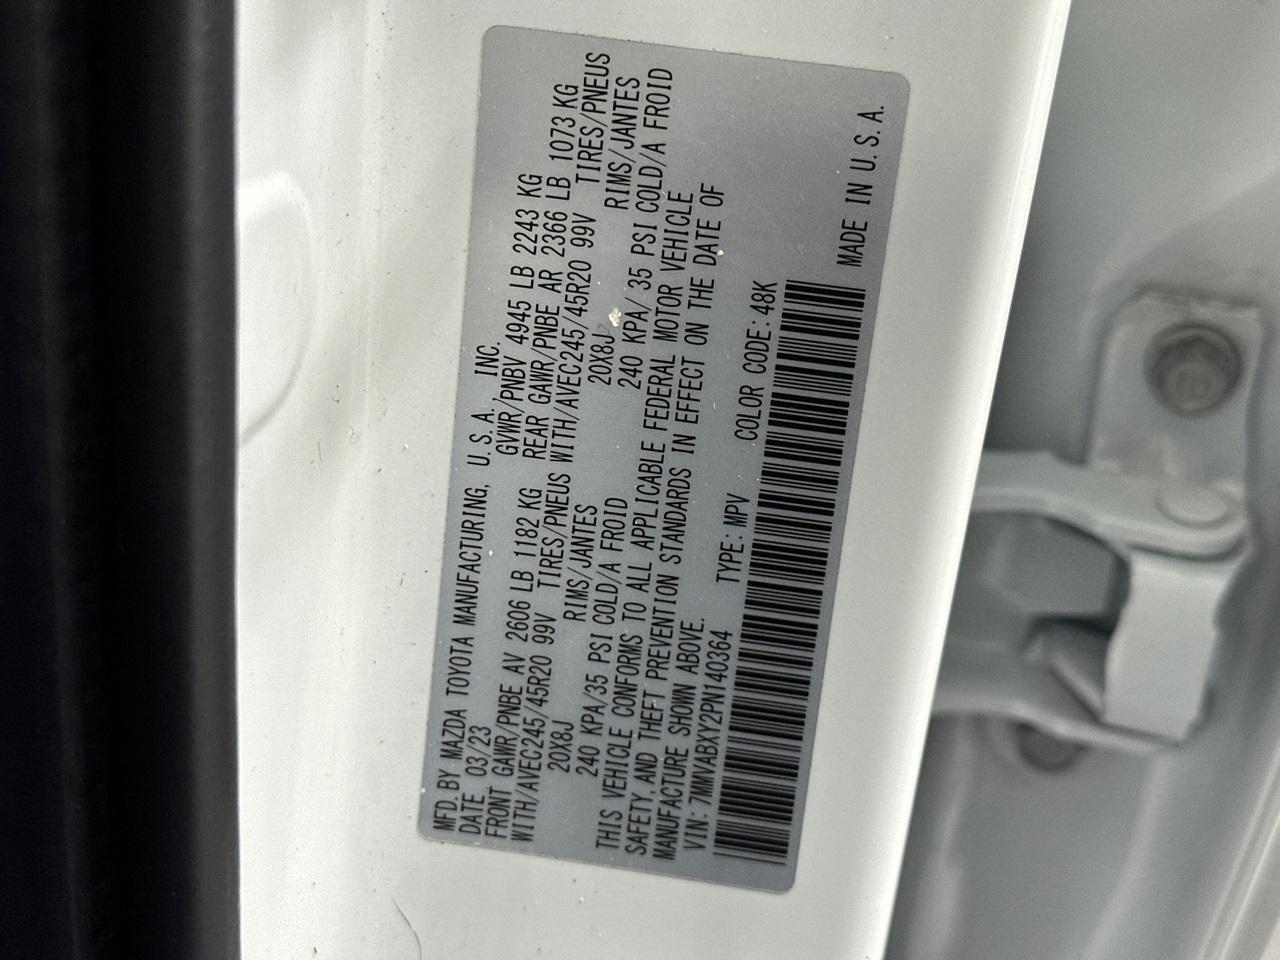 MFD. BY MAZDA TOYOTA MANUFACTURING, U. S. A. INC.
DATE 03/23 GVWR/PNBV 4945 LB 2243 KG
FRONT GAWR/PNBE AV 2606 LB 1182 KG REAR GAWR/PNBE AR 2366 LB 1073 KG
WITH/AVEC245/45R20 99V TIRES/PNEUS WITH/AVEC245/45R20 99V TIRES/PNEUS
20X8J RIMS/JANTES 20X8J RIMS/JANTES
240 KPA/35 PSI COLD/A FROID 240 KPA/ 35 PSI COLD/A FROID
THIS VEHICLE CONFORMS TO ALL APPLICABLE FEDERAL MOTOR VEHICLE
SAFETY, AND THEFT PREVENTION STANDARDS IN EFFECT ON THE DATE OF
MANUFACTURE SHOWN ABOVE.
VIN: 7MMVABXY2PN140364 TYPE: MPV COLOR CODE: 48K
MADE IN U. S. A.